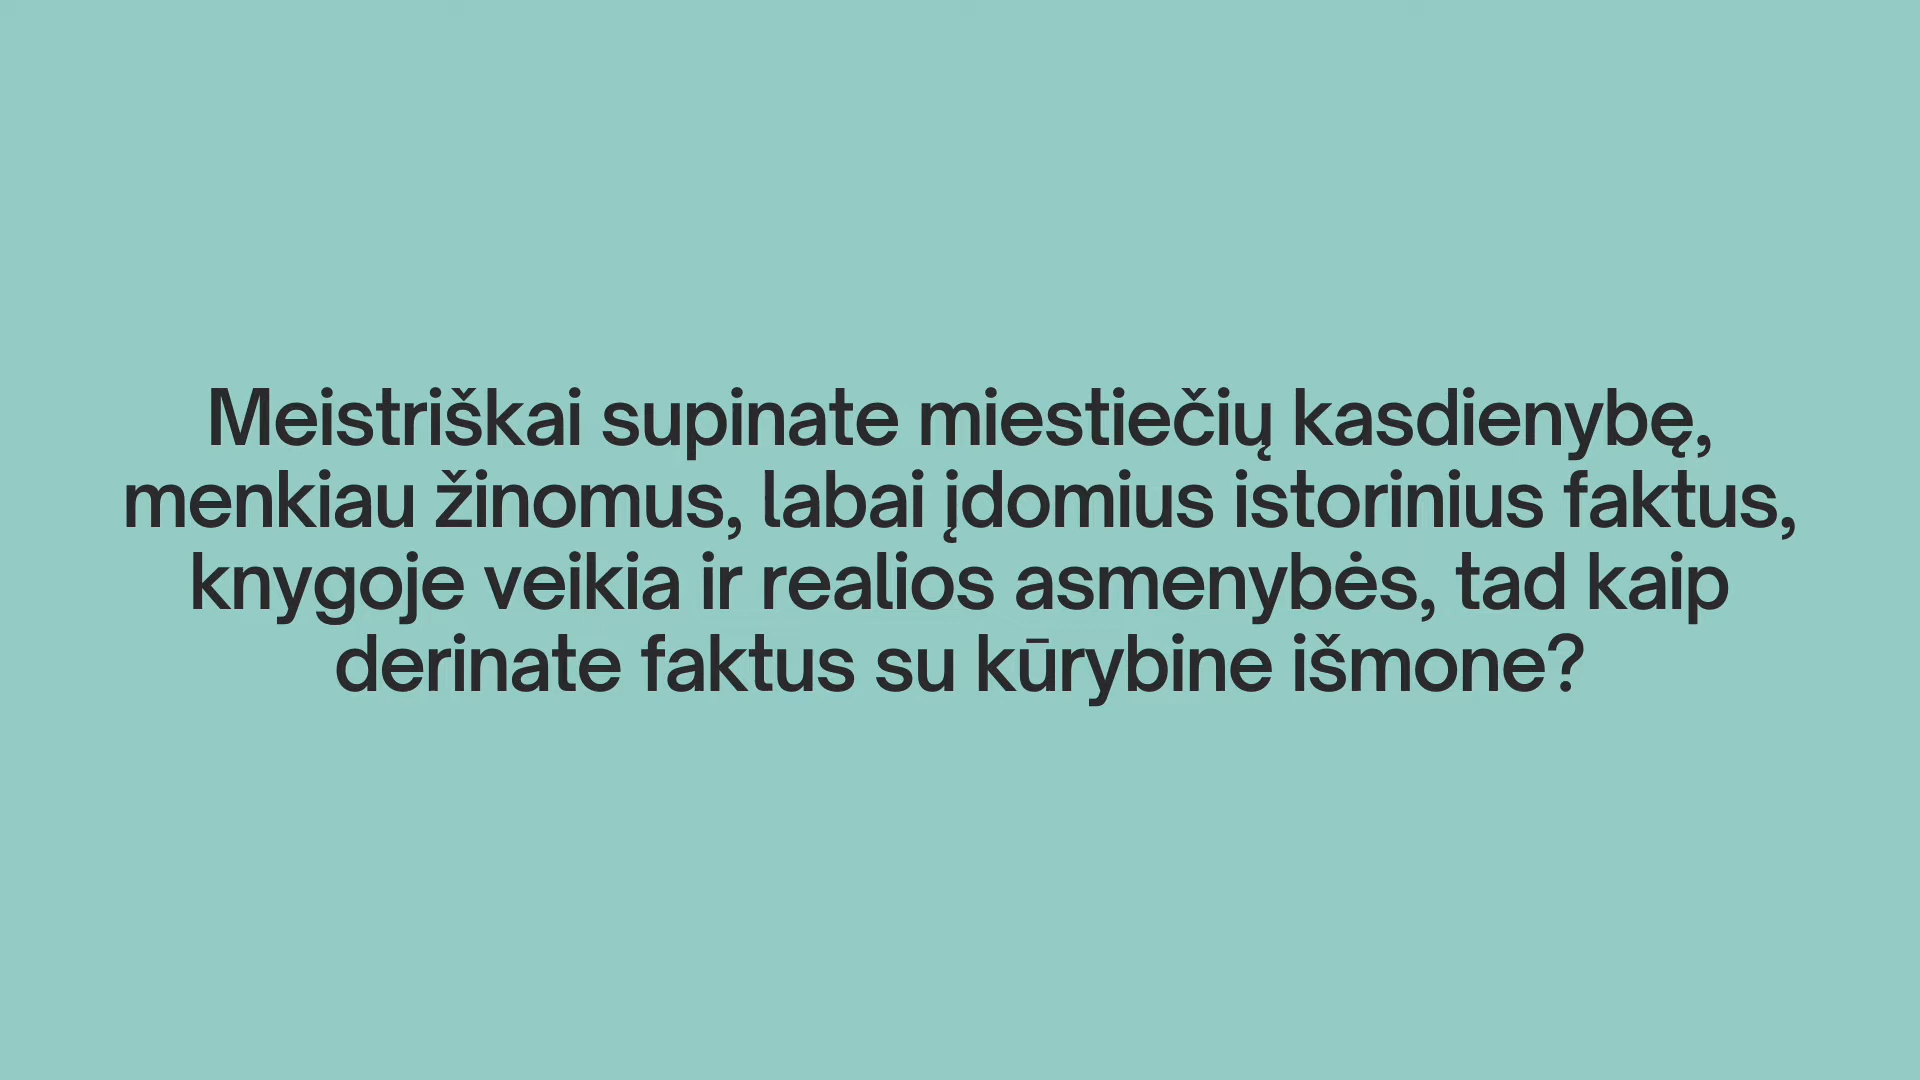 Meistriškai supinate miestiečių kasdienybę,
menkiau žinomus, labai įdomius istorinius faktus,
knygoje veikia ir realios asmenybės, tad kaip
derinate faktus su kūrybine išmone?